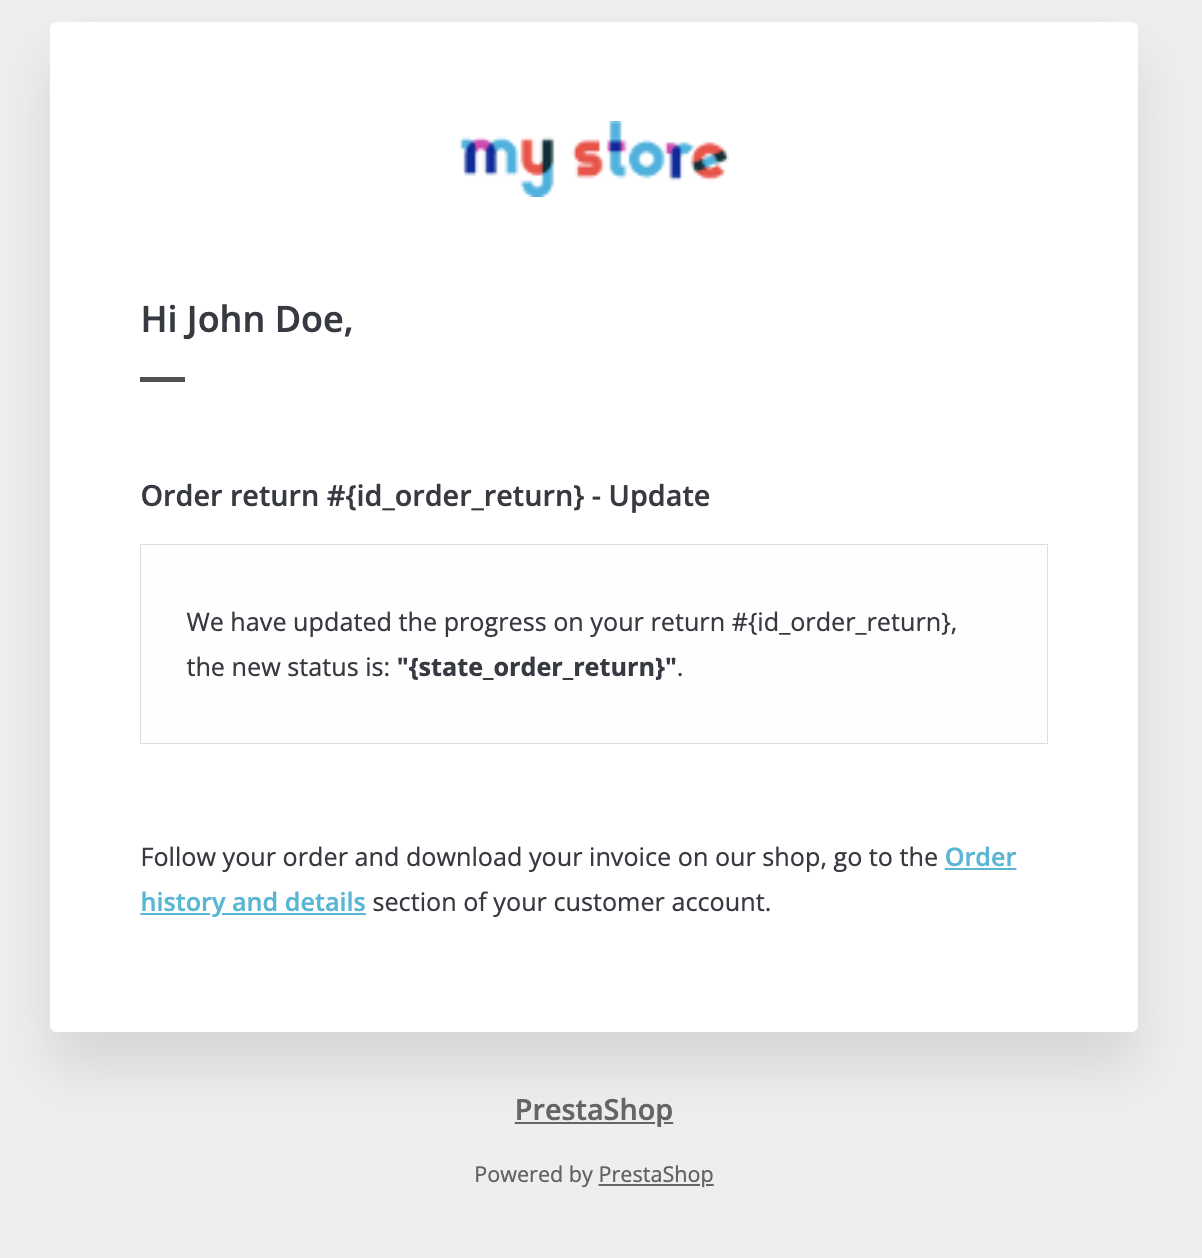 my store
Hi John Doe,
Order return #{id_order_return} - Update
We have updated the progress on your return #{id_order_return},
the new status is: "{state_order_return}".
Follow your order and download your invoice on our shop, go to the Order
history and details section of your customer account.
PrestaShop
Powered by PrestaShop